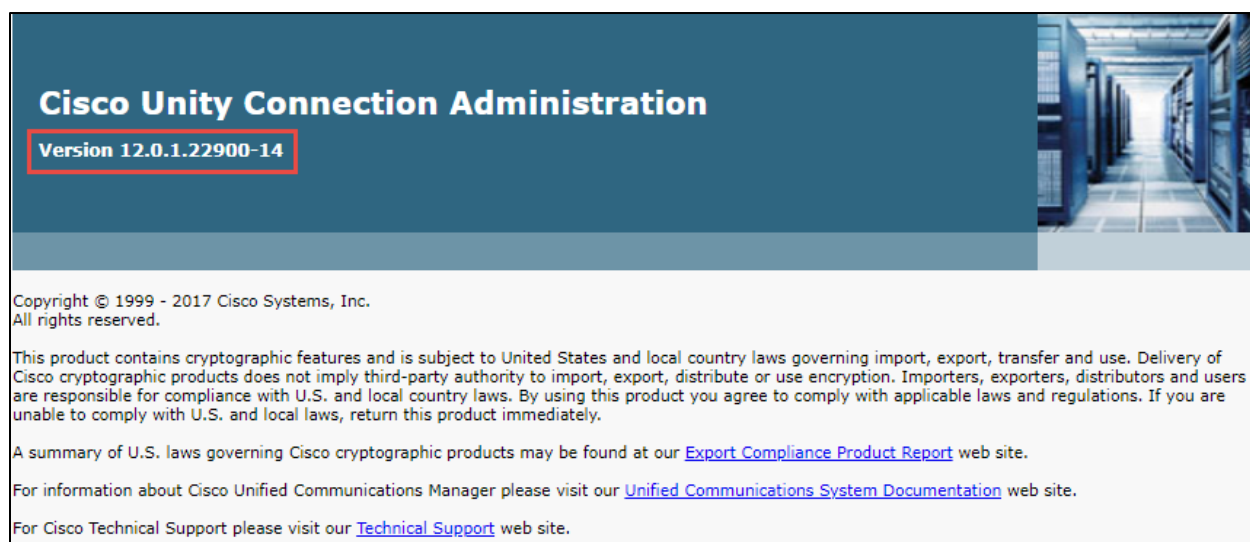 Cisco Unity Connection Administration
Version 12.0.1.22900-14
Copyright © 1999 - 2017 Cisco Systems, Inc.
All rights reserved.
This product contains cryptographic features and is subject to United States and local country laws governing import, export, transfer and use. Delivery of
Cisco cryptographic products does not imply third-party authority to import, export, distribute or use encryption. Importers, exporters, distributors and users
are responsible for compliance with U.S. and local country laws. By using this product you agree to comply with applicable laws and regulations. If you are
unable to comply with U.S. and local laws, return this product immediately.
A summary of U.S. laws governing Cisco cryptographic products may be found at our Export Compliance Product Report web site.
For information about Cisco Unified Communications Manager please visit our Unified Communications System Documentation web site.
For Cisco Technical Support please visit our Technical Support web site.